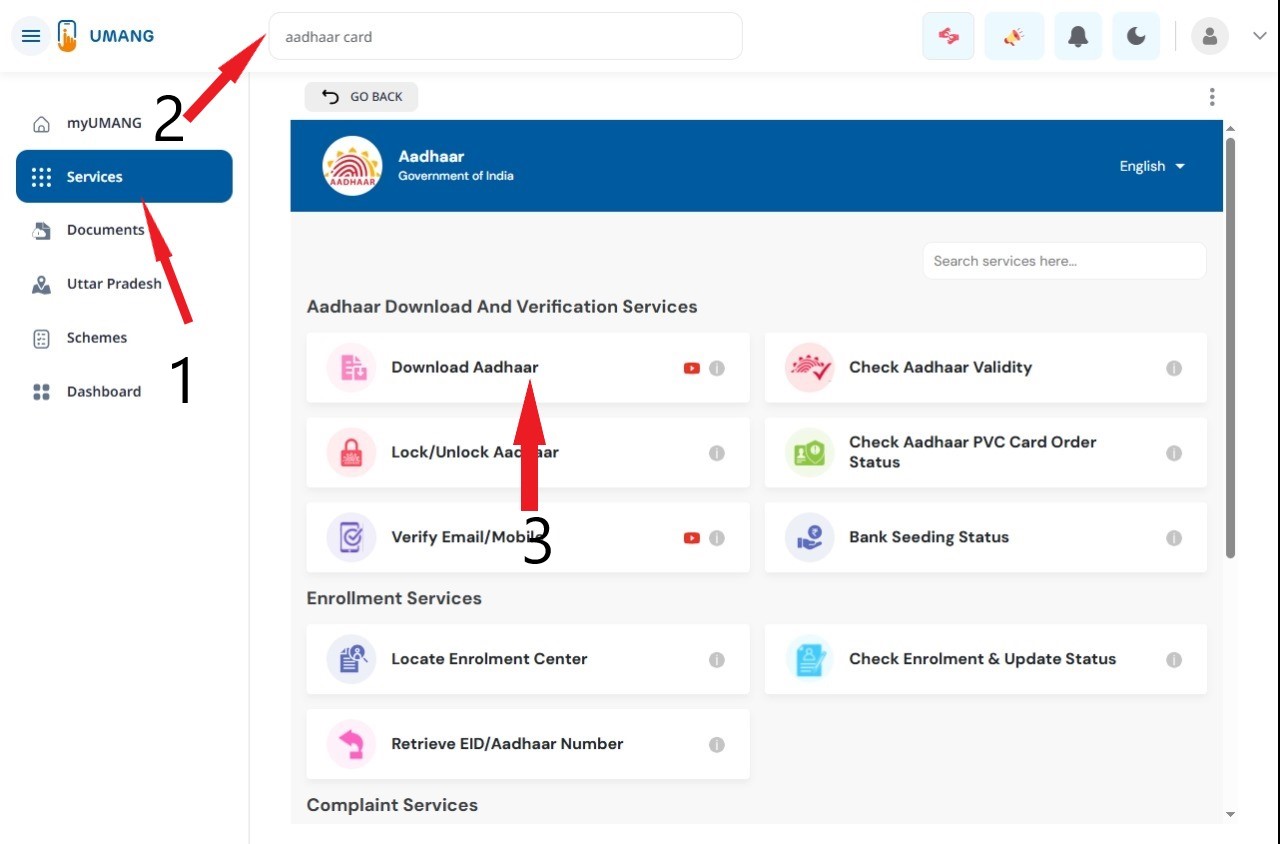 UMANG
aadhaar card
2
GO BACK
myUMANG
Services
Documents
Uttar Pradesh
Schemes
Dashboard
1
AADHAAR
Aadhaar
Government of India
English
Search services here...
Aadhaar Download And Verification Services
Download Aadhaar
Check Aadhaar Validity
Lock/Unlock Aadhaar
Check Aadhaar PVC Card Order
Status
3
Verify Email/Mobile
Bank Seeding Status
Enrollment Services
Locate Enrolment Center
Check Enrolment & Update Status
Retrieve EID/Aadhaar Number
Complaint Services